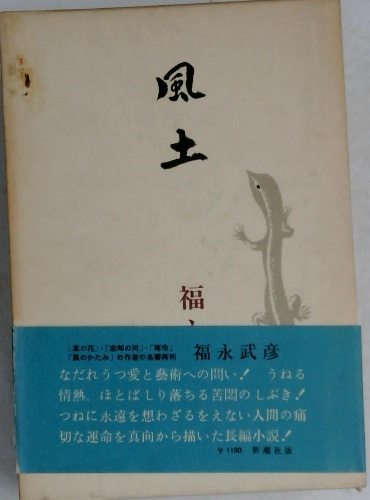 風土
福
「草の花」・「忘却の河」・「海市」
「風のかたみ」の作者の名著再刊
福永武彦
なだれうつ愛と藝術への問い！　うねる
情熱、ほとばしり落ちる苦悶のしぶき！
つねに永遠を想わざるをえない人間の痛
切な運命を真向から描いた長編小説！
￥1100 新潮社版